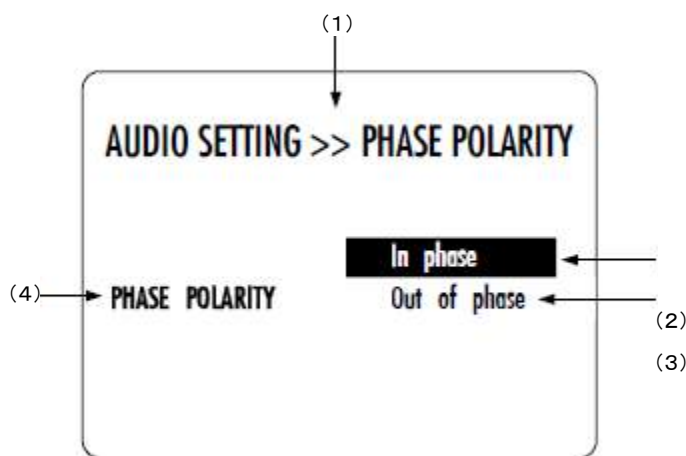 (1)
AUDIO SETTING >> PHASE POLARITY
In phase
(4) PHASE POLARITY Out of phase
(2)
(3)